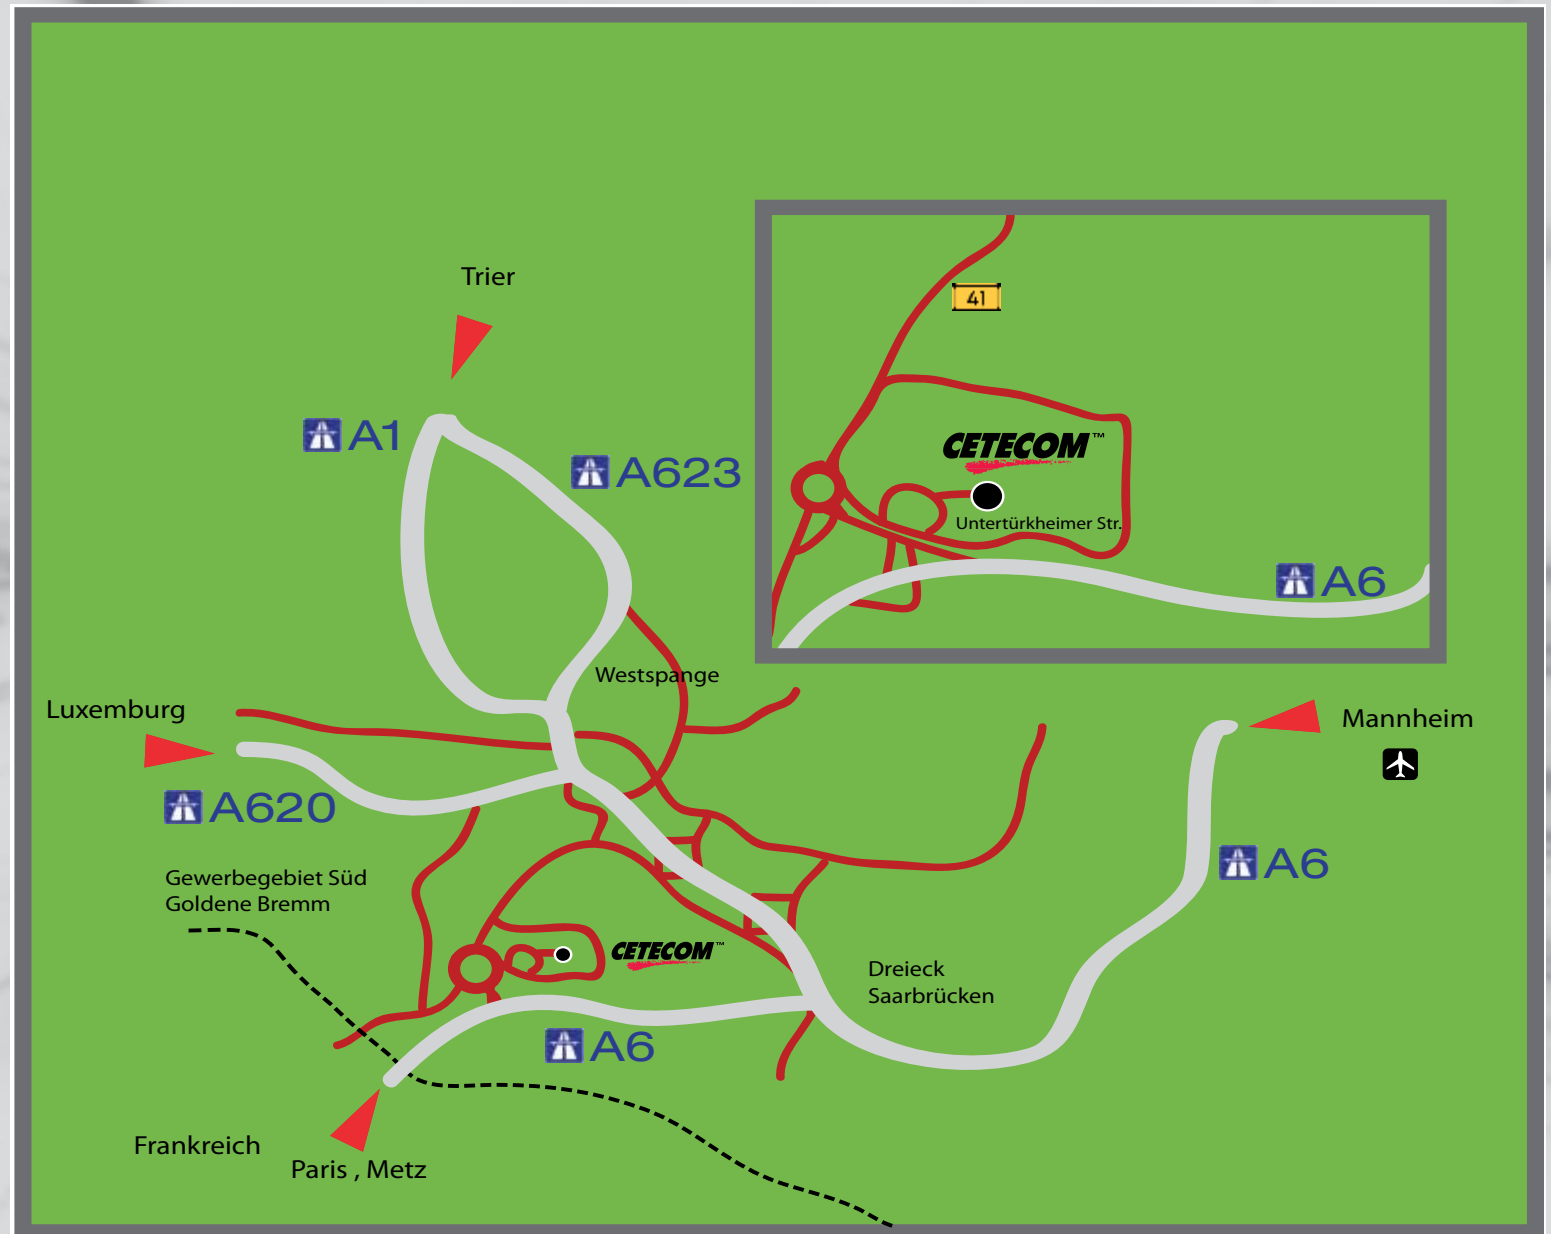 Trier
A1
A623
41
CETECOM™
Untertürkheimer Str.
A6
Westspange
Luxemburg
Mannheim
A620
A6
Gewerbegebiet Süd
Goldene Bremm
CETECOM™
Dreieck
Saarbrücken
A6
Frankreich
Paris , Metz